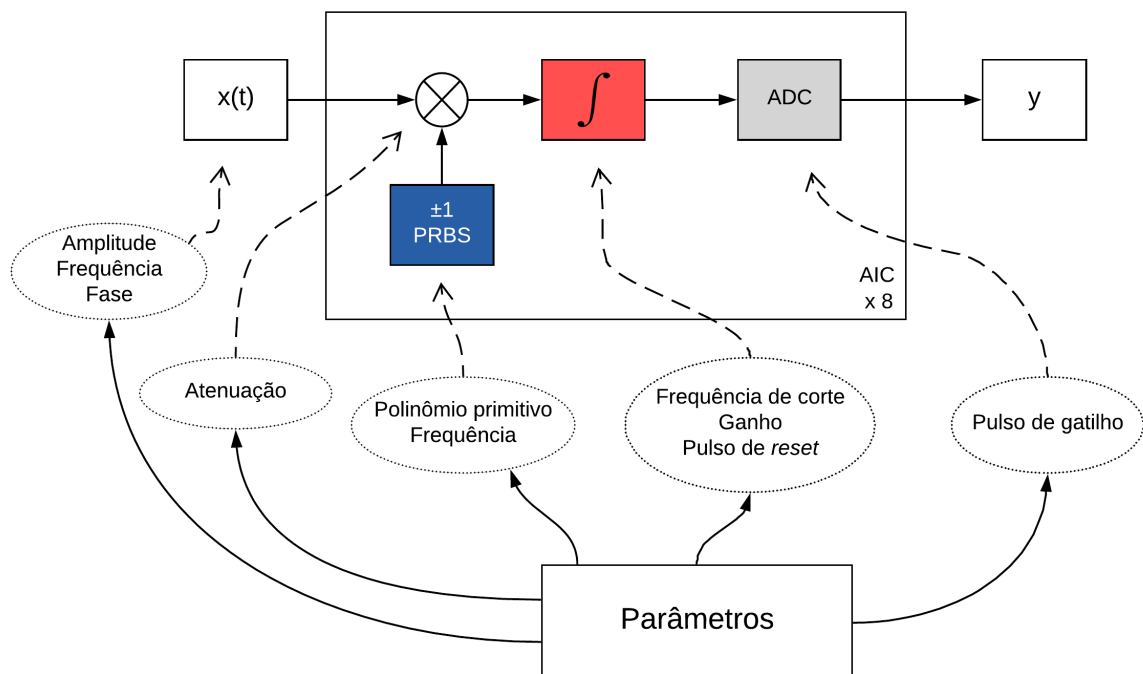 x(t)
∫
ADC
y
±1
PRBS
AIC
x 8
Amplitude
Frequência
Fase
Atenuação
Polinômio primitivo
Frequência
Frequência de corte
Ganho
Pulso de reset
Pulso de gatilho
Parâmetros